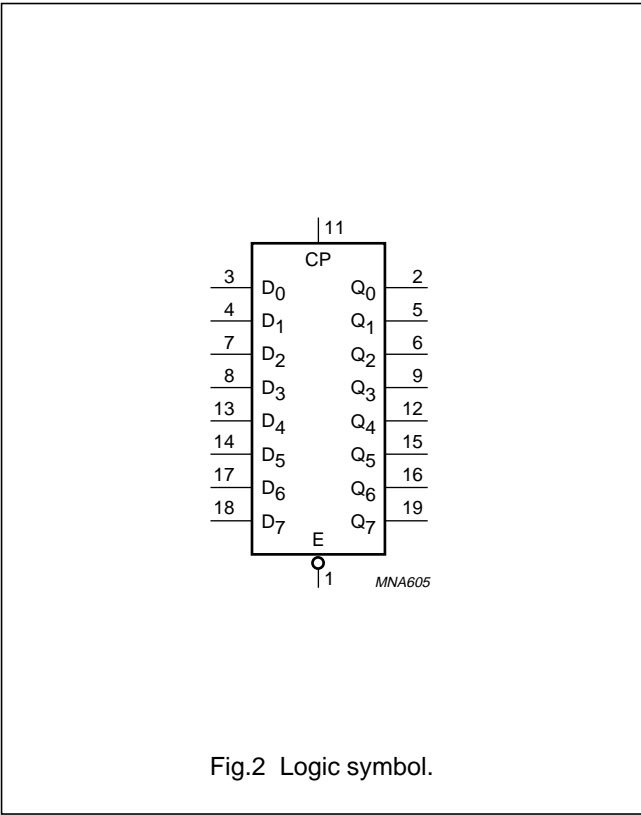 11
CP
3 D0 Q0 2
4 D1 Q1 5
7 D2 Q2 6
8 D3 Q3 9
13 D4 Q4 12
14 D5 Q5 15
17 D6 Q6 16
18 D7 Q7 19
E
1 MNA605
Fig.2 Logic symbol.